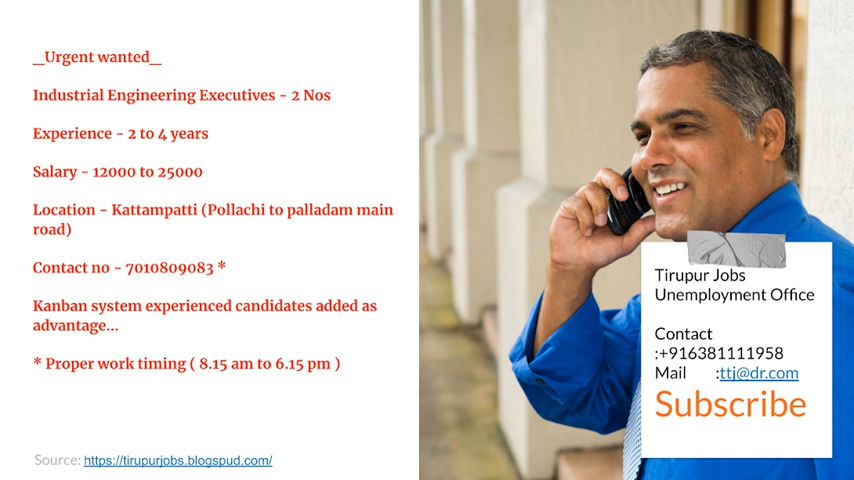 _Urgent wanted_
Industrial Engineering Executives - 2 Nos
Experience - 2 to 4 years
Salary - 12000 to 25000
Location - Kattampatti (Pollachi to palladam main
road)
Contact no - 7010809083 *
Kanban system experienced candidates added as
advantage...
* Proper work timing ( 8.15 am to 6.15 pm )
Source: https://tirupurjobs.blogspud.com/
Tirupur Jobs
Unemployment Office
Contact
:+916381111958
Mail :ttj@dr.com
Subscribe